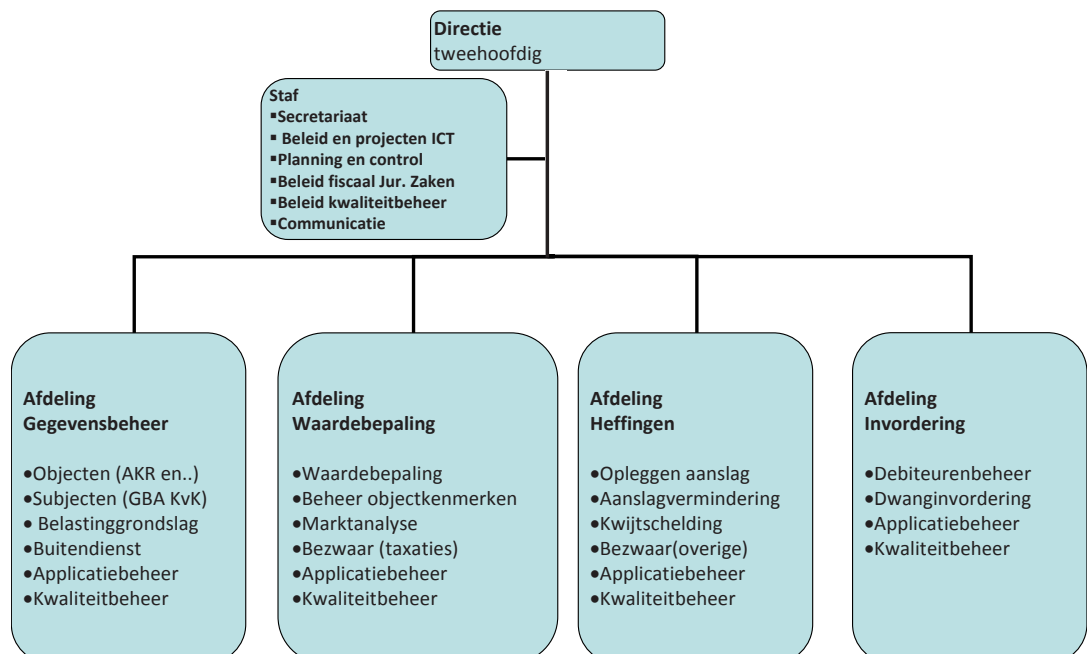 Directie
tweehoofdig
Staf
▪Secretariaat
▪ Beleid en projecten ICT
▪Planning en control
▪Beleid fiscaal Jur. Zaken
▪Beleid kwaliteitbeheer
▪Communicatie
Afdeling
Gegevensbeheer
•Objecten (AKR en..)
•Subjecten (GBA KvK)
• Belastinggrondslag
•Buitendienst
•Applicatiebeheer
•Kwaliteitbeheer
Afdeling
Waardebepaling
•Waardebepaling
•Beheer objectkenmerken
•Marktanalyse
•Bezwaar (taxaties)
•Applicatiebeheer
•Kwaliteitbeheer
Afdeling
Heffingen
•Opleggen aanslag
•Aanslagvermindering
•Kwijtschelding
•Bezwaar(overige)
•Applicatiebeheer
•Kwaliteitbeheer
Afdeling
Invordering
•Debiteurenbeheer
•Dwanginvordering
•Applicatiebeheer
•Kwaliteitbeheer